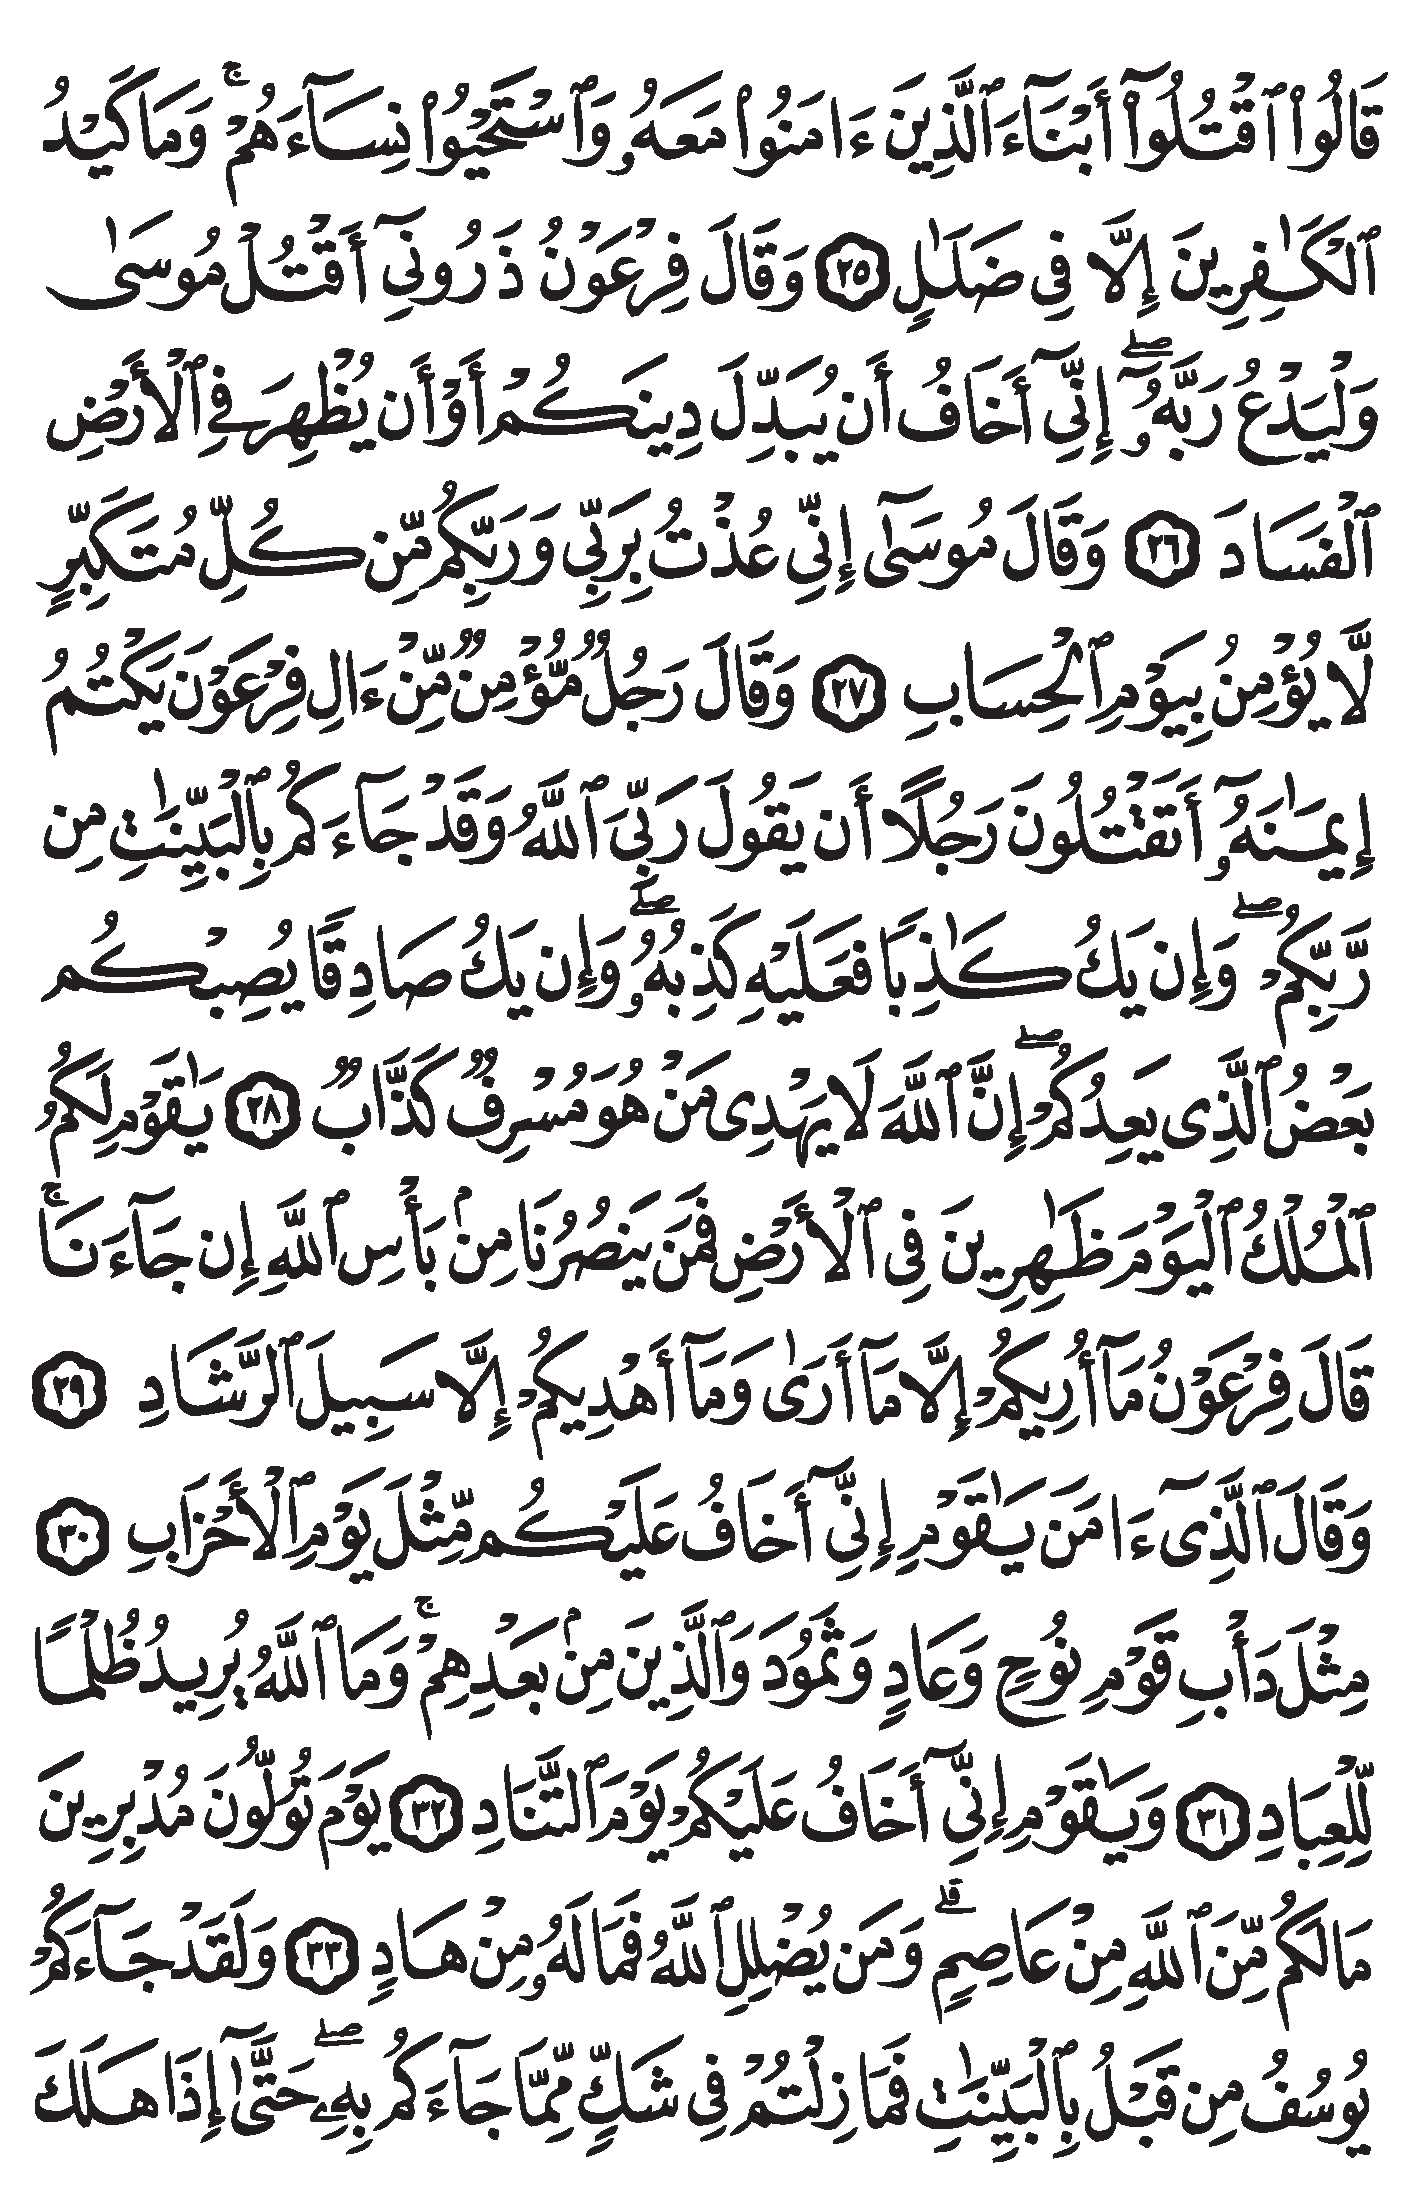 قَالُوا۟ ٱقْتُلُوٓا۟ أَبْنَآءَ ٱلَّذِينَ ءَامَنُوا۟ مَعَهُۥ وَٱسْتَحْيُوا۟ نِسَآءَهُمْ ۚ وَمَا كَيْدُ
ٱلْكَـٰفِرِينَ إِلَّا فِى ضَلَـٰلٍ ٢٥ وَقَالَ فِرْعَوْنُ ذَرُونِىٓ أَقْتُلْ مُوسَىٰ
وَلْيَدْعُ رَبَّهُۥٓ ۖ إِنِّىٓ أَخَافُ أَن يُبَدِّلَ دِينَكُمْ أَوْ أَن يُظْهِرَ فِى ٱلْأَرْضِ
ٱلْفَسَادَ ٢٦ وَقَالَ مُوسَىٰٓ إِنِّى عُذْتُ بِرَبِّى وَرَبِّكُم مِّن كُلِّ مُتَكَبِّرٍ
لَّا يُؤْمِنُ بِيَوْمِ ٱلْحِسَابِ ٢٧ وَقَالَ رَجُلٌ مُّؤْمِنٌ مِّنْ ءَالِ فِرْعَوْنَ يَكْتُمُ
إِيمَـٰنَهُۥٓ أَتَقْتُلُونَ رَجُلًا أَن يَقُولَ رَبِّىَ ٱللَّهُ وَقَدْ جَآءَكُم بِٱلْبَيِّنَـٰتِ مِن
رَّبِّكُمْ ۖ وَإِن يَكُ كَـٰذِبًا فَعَلَيْهِ كَذِبُهُۥ ۖ وَإِن يَكُ صَادِقًا يُصِبْكُم
بَعْضُ ٱلَّذِى يَعِدُكُمْ ۖ إِنَّ ٱللَّهَ لَا يَهْدِى مَنْ هُوَ مُسْرِفٌ كَذَّابٌ ٢٨ يَـٰقَوْمِ لَكُمُ
ٱلْمُلْكُ ٱلْيَوْمَ ظَـٰهِرِينَ فِى ٱلْأَرْضِ فَمَن يَنصُرُنَا مِنۢ بَأْسِ ٱللَّهِ إِن جَآءَنَا ۚ
قَالَ فِرْعَوْنُ مَآ أُرِيكُمْ إِلَّا مَآ أَرَىٰ وَمَآ أَهْدِيكُمْ إِلَّا سَبِيلَ ٱلرَّشَادِ ٢٩
وَقَالَ ٱلَّذِىٓ ءَامَنَ يَـٰقَوْمِ إِنِّىٓ أَخَافُ عَلَيْكُم مِّثْلَ يَوْمِ ٱلْأَحْزَابِ ٣٠
مِثْلَ دَأْبِ قَوْمِ نُوحٍ وَعَادٍ وَثَمُودَ وَٱلَّذِينَ مِنۢ بَعْدِهِمْ ۚ وَمَا ٱللَّهُ يُرِيدُ ظُلْمًا
لِّلْعِبَادِ ٣١ وَيَـٰقَوْمِ إِنِّىٓ أَخَافُ عَلَيْكُمْ يَوْمَ ٱلتَّنَادِ ٣٢ يَوْمَ تُوَلُّونَ مُدْبِرِينَ
مَا لَكُم مِّنَ ٱللَّهِ مِنْ عَاصِمٍ ۗ وَمَن يُضْلِلِ ٱللَّهُ فَمَا لَهُۥ مِنْ هَادٍ ٣٣ وَلَقَدْ جَآءَكُمْ
يُوسُفُ مِن قَبْلُ بِٱلْبَيِّنَـٰتِ فَمَا زِلْتُمْ فِى شَكٍّ مِّمَّا جَآءَكُم بِهِۦ ۖ حَتَّىٰٓ إِذَا هَلَكَ